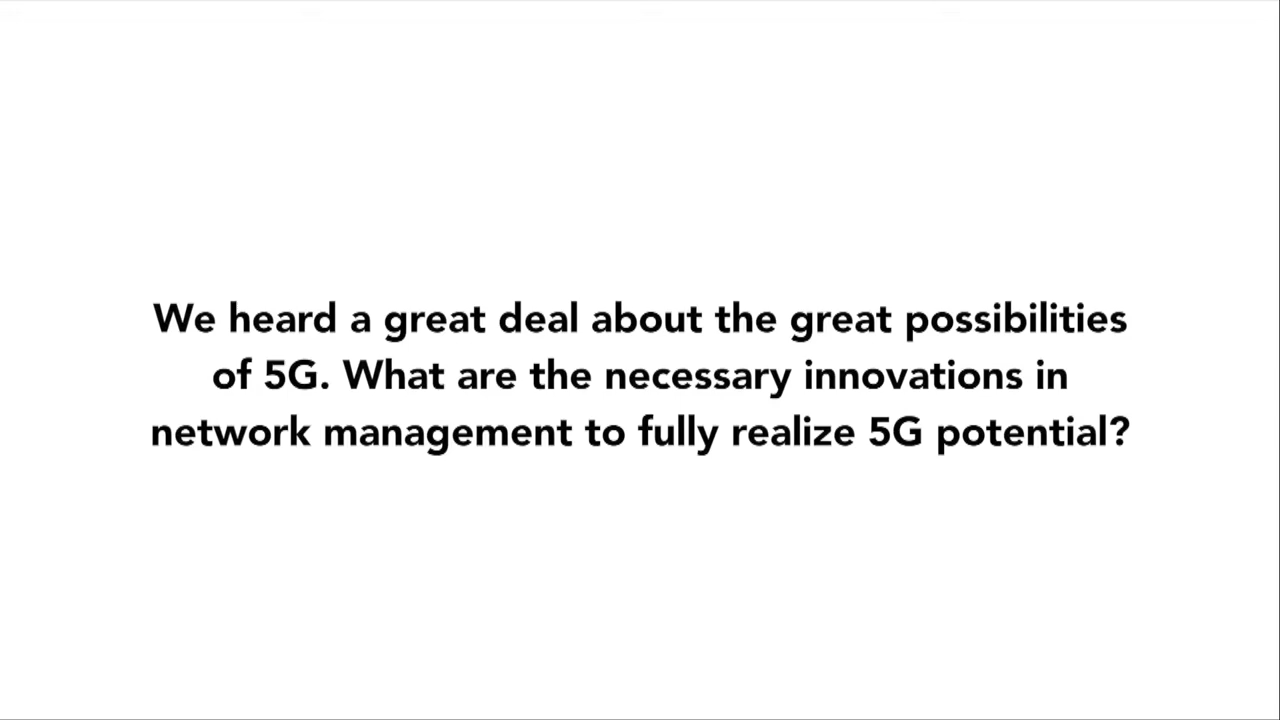 We heard a great deal about the great possibilities
of 5G. What are the necessary innovations in
network management to fully realize 5G potential?